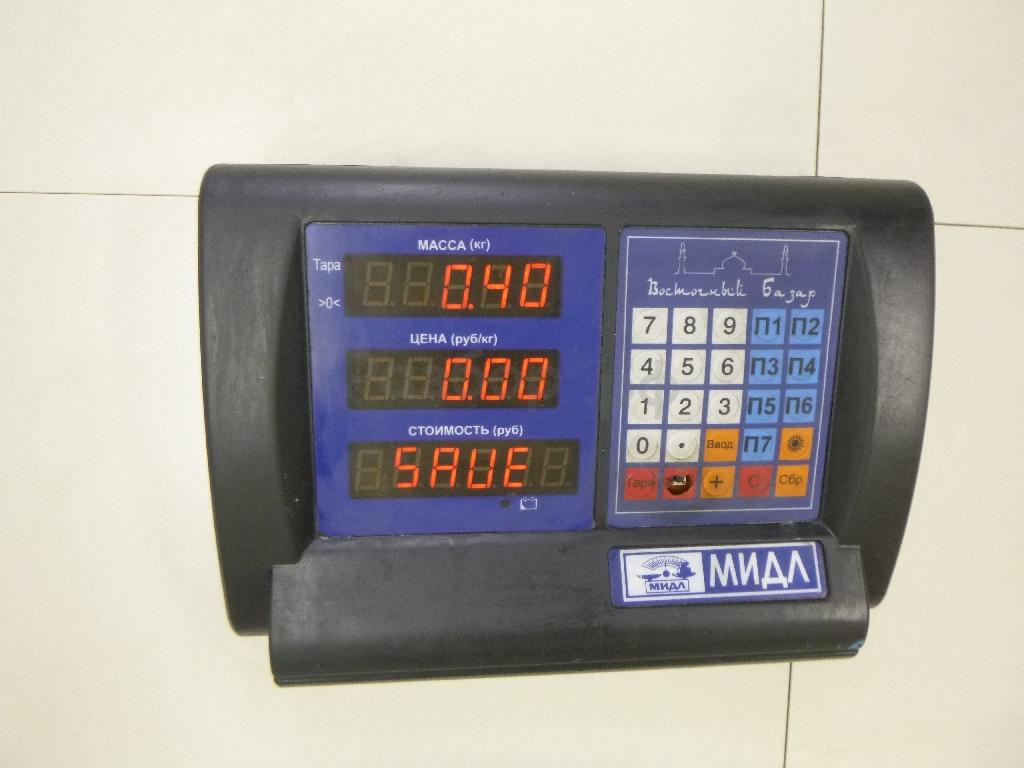 МАССА (кг)
Тара
0.40
>0<
ЦЕНА (руб/кг)
0.00
СТОИМОСТЬ (руб)
SAUE
Восточный Базар
7 8 9 П1 П2
4 5 6 П3 П4
1 2 3 П5 П6
0 . Ввод П7
Тара + С Сбр
МИДЛ
МИДЛ